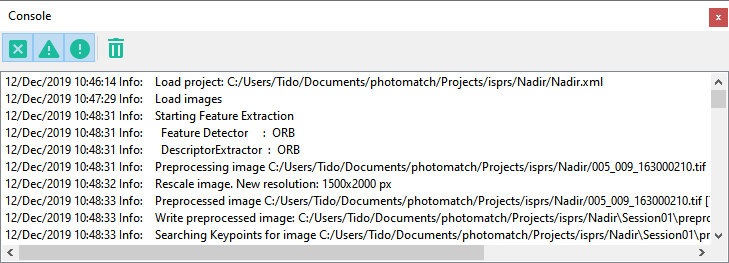 Console
12/Dec/2019 10:46:14 Info: Load project: C:/Users/Tido/Documents/photomatch/Projects/isprs/Nadir/Nadir.xml
12/Dec/2019 10:47:29 Info: Load images
12/Dec/2019 10:48:31 Info: Starting Feature Extraction
12/Dec/2019 10:48:31 Info: Feature Detector : ORB
12/Dec/2019 10:48:31 Info: DescriptorExtractor : ORB
12/Dec/2019 10:48:31 Info: Preprocessing image C:/Users/Tido/Documents/photomatch/Projects/isprs/Nadir/005_009_163000210.tif
12/Dec/2019 10:48:32 Info: Rescale image. New resolution: 1500x2000 px
12/Dec/2019 10:48:33 Info: Preprocessed image C:/Users/Tido/Documents/photomatch/Projects/isprs/Nadir/005_009_163000210.tif [
12/Dec/2019 10:48:33 Info: Write preprocessed image: C:/Users/Tido/Documents/photomatch/Projects/isprs/Nadir\Session01\prepro
12/Dec/2019 10:48:33 Info: Searching Keypoints for image C:/Users/Tido/Documents/photomatch/Projects/isprs/Nadir\Session01\p